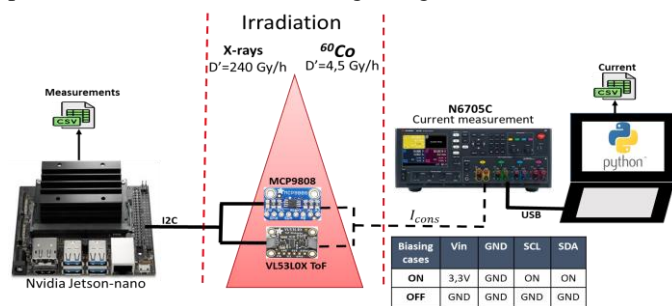 Irradiation
X-rays
D'=240 Gy/h
⁶⁰Co
D'=4,5 Gy/h
Measurements
CSV
Current
CSV
N6705C
Current measurement
python
MCP9808
I2C
I_cons
USB
VL53L0X ToF
Nvidia Jetson-nano
Biasing cases Vin GND SCL SDA
ON 3,3V GND ON ON
OFF GND GND GND GND